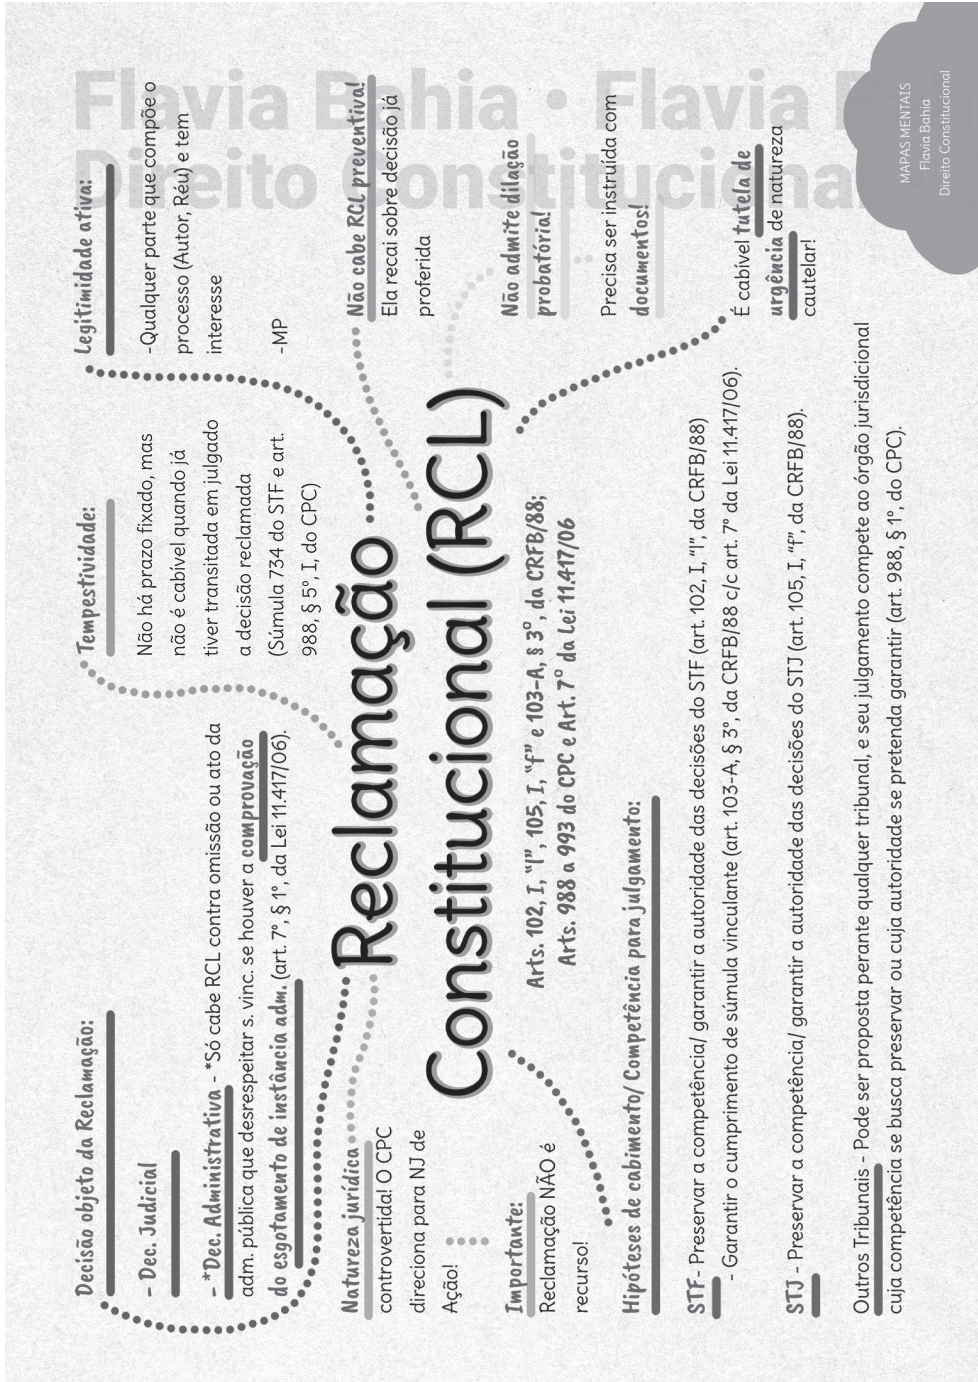 Flavia Bahia • Flavia
Direito Constitucional
MAPAS MENTAIS
Flavia Bahia
Direito Constitucional
Decisão objeto da Reclamação:
- Dec. Judicial
- *Dec. Administrativa - *Só cabe RCL contra omissão ou ato da
adm. pública que desrespeitar s. vinc. se houver a comprovação
do esgotamento de instância adm. (art. 7º, § 1º, da Lei 11.417/06).
Tempestividade:
Não há prazo fixado, mas
não é cabível quando já
tiver transitada em julgado
a decisão reclamada
(Súmula 734 do STF e art.
988, § 5º, I, do CPC)
Legitimidade ativa:
-Qualquer parte que compõe o
processo (Autor, Réu) e tem
interesse
-MP
Não cabe RCL preventiva!
Ela recai sobre decisão já
proferida
Não admite dilação
probatória!
Precisa ser instruída com
documentos!
É cabível tutela de
urgência de natureza
cautelar!
Reclamação
Constitucional (RCL)
Arts. 102, I, “l”, 105, I, “f” e 103-A, § 3º, da CRFB/88;
Arts. 988 a 993 do CPC e Art. 7º da Lei 11.417/06
Natureza jurídica
controvertida! O CPC
direciona para NJ de
Ação!
Importante:
Reclamação NÃO é
recurso!
Hipóteses de cabimento/ Competência para julgamento:
STF - Preservar a competência/ garantir a autoridade das decisões do STF (art. 102, I, “l”, da CRFB/88)
- Garantir o cumprimento de súmula vinculante (art. 103-A, § 3º, da CRFB/88 c/c art. 7º da Lei 11.417/06).
STJ - Preservar a competência/ garantir a autoridade das decisões do STJ (art. 105, I, “f”, da CRFB/88).
Outros Tribunais - Pode ser proposta perante qualquer tribunal, e seu julgamento compete ao órgão jurisdicional
cuja competência se busca preservar ou cuja autoridade se pretenda garantir (art. 988, § 1º, do CPC).